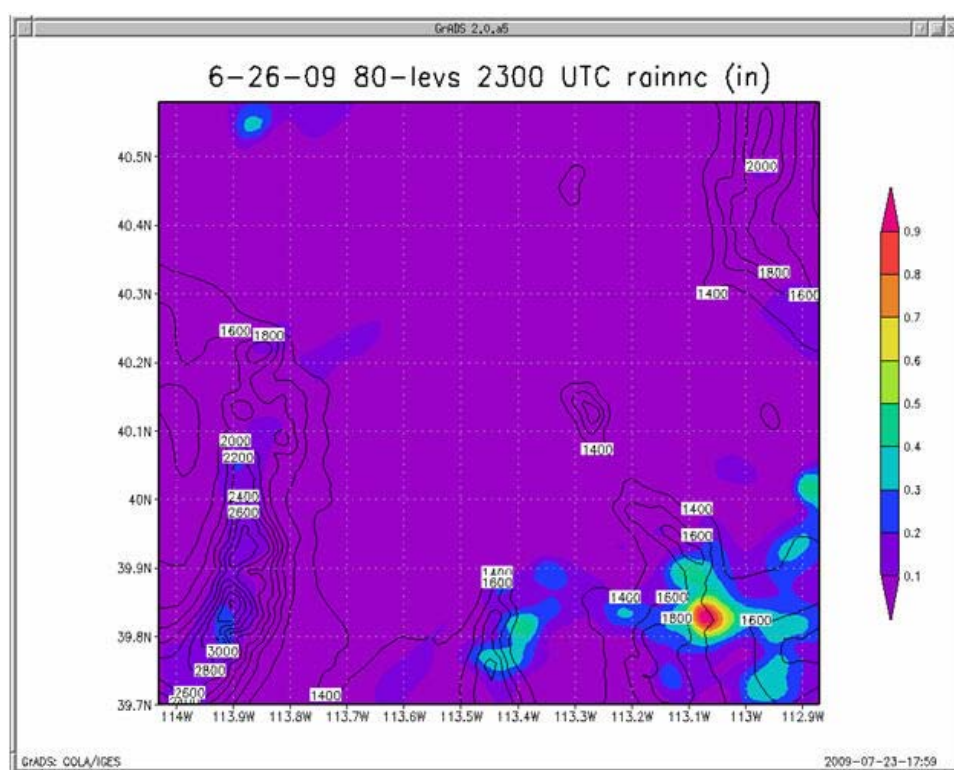 GrADS 2.0.a5
6-26-09 80-levs 2300 UTC rainnc (in)
40.5N
2000
40.4N
0.9
1800
0.8
40.3N
1400
1600
0.7
1600
1800
40.2N
0.6
0.5
40.1N
2000
1400
0.4
2200
40N
2400
1400
0.3
2600
1600
0.2
39.9N
1400
1600
1400
1600
0.1
1800
1600
39.8N
3000
2800
2600
1400
39.7N
114W 113.9W 113.8W 113.7W 113.6W 113.5W 113.4W 113.3W 113.2W 113.1W 113W 112.9W
GrADS: COLA/IGES
2009-07-23-17:59